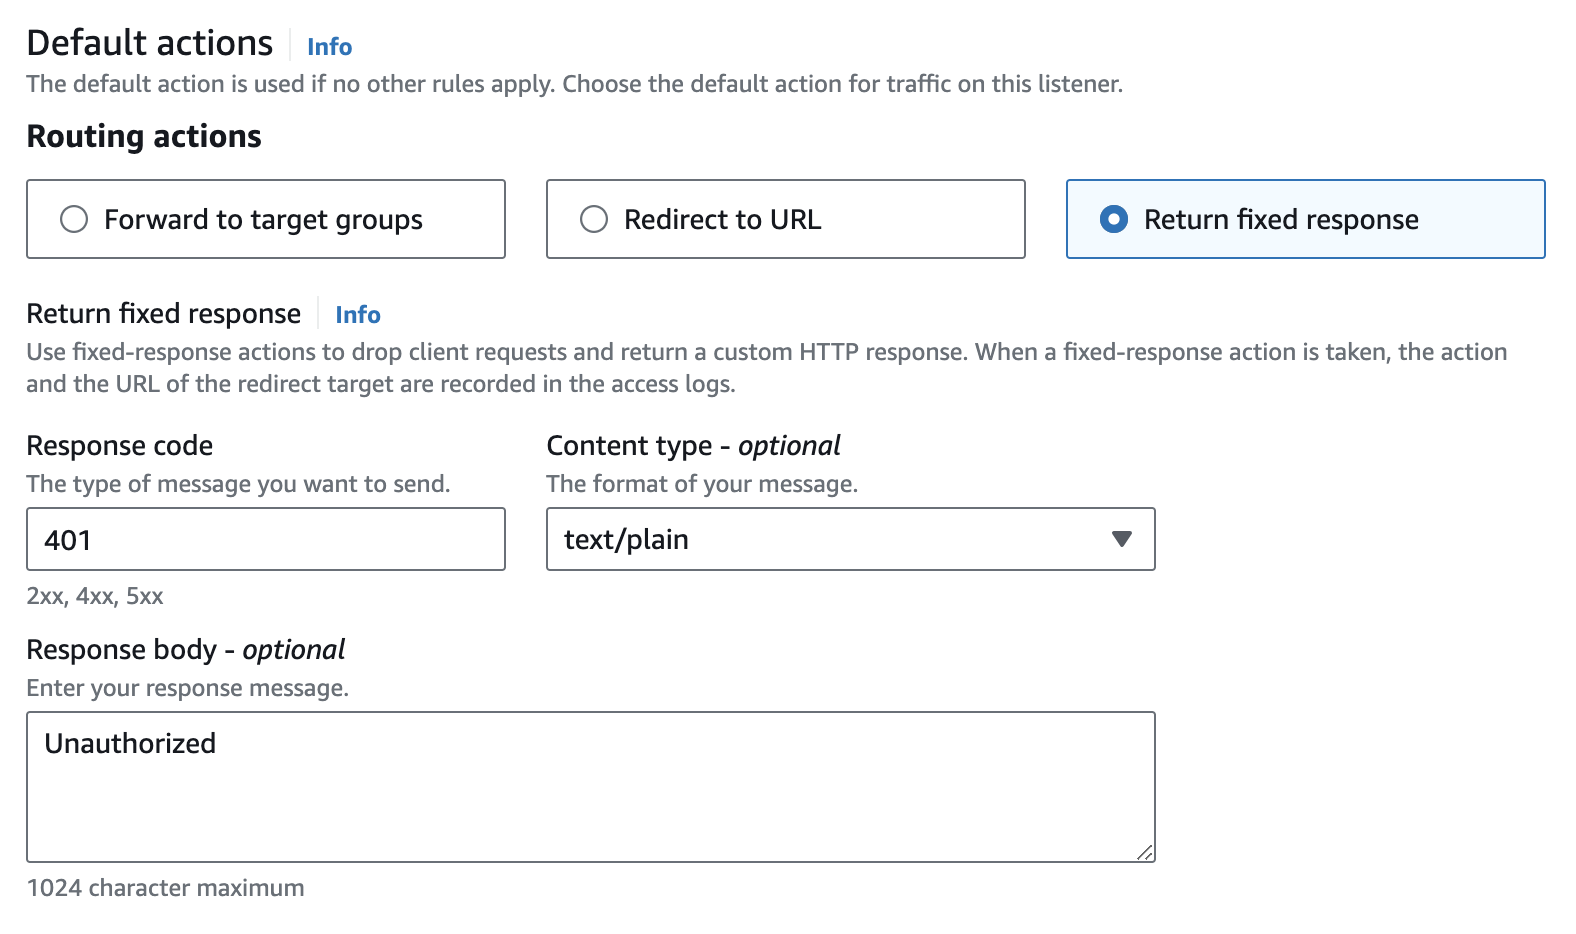 Default actions Info
The default action is used if no other rules apply. Choose the default action for traffic on this listener.
Routing actions
Forward to target groups Redirect to URL Return fixed response
Return fixed response Info
Use fixed-response actions to drop client requests and return a custom HTTP response. When a fixed-response action is taken, the action
and the URL of the redirect target are recorded in the access logs.
Response code Content type - optional
The type of message you want to send. The format of your message.
401 text/plain
2xx, 4xx, 5xx
Response body - optional
Enter your response message.
Unauthorized
1024 character maximum